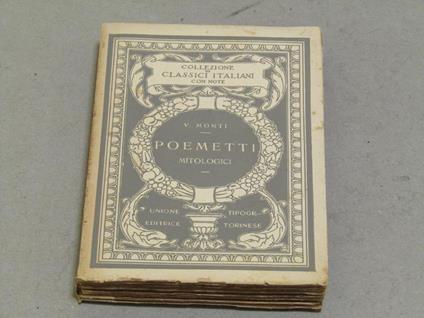 COLLEZIONE
DI
CLASSICI ITALIANI
CON NOTE
V. MONTI
POEMETTI
MITOLOGICI
UNIONE TIPOGR
EDITRICE TORINESE